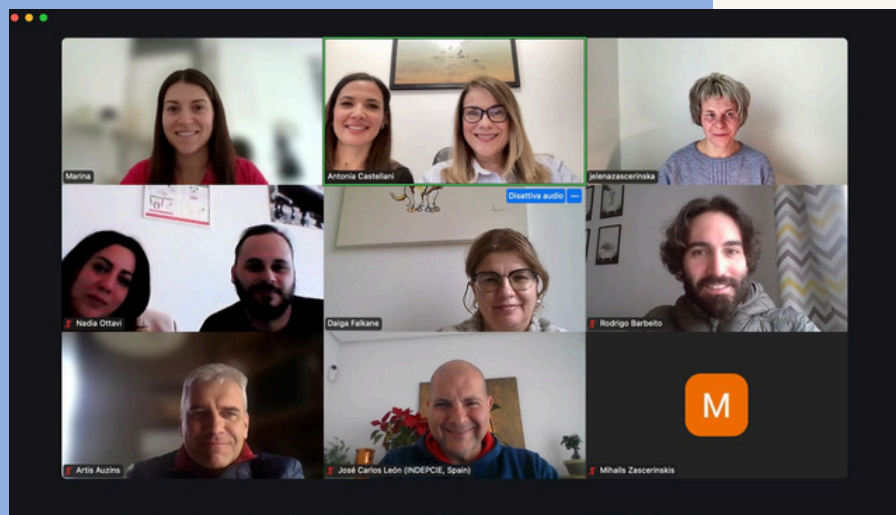 Marina
Antonia Castellani
jelenazascerinska
Disattiva audio
Nadia Ottavi
Daiga Falkane
Rodrigo Barbeito
M
Artis Auzins
José Carlos León (INDEPCIE, Spain)
Mihails Zascerinskis